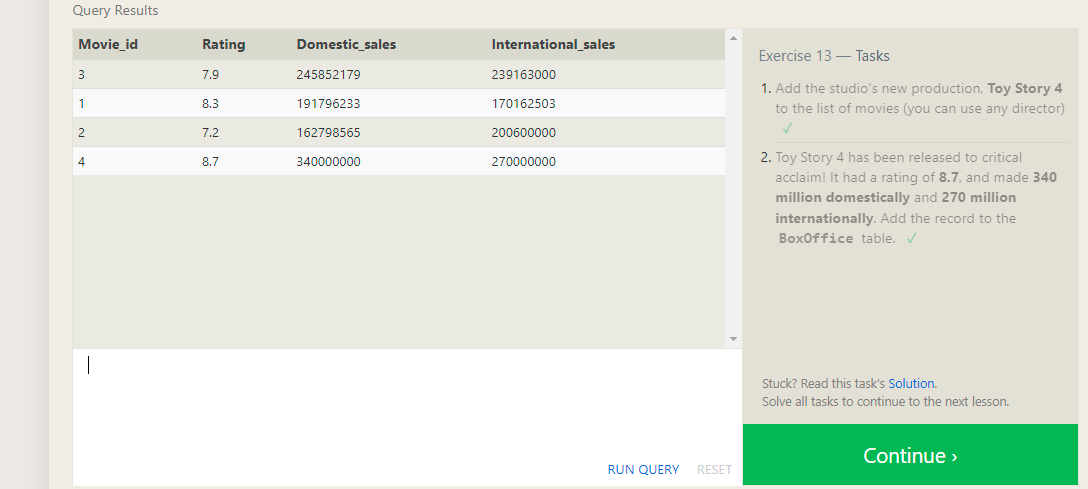 Query Results
Movie_id Rating Domestic_sales International_sales
3 7.9 245852179 239163000
1 8.3 191796233 170162503
2 7.2 162798565 200600000
4 8.7 340000000 270000000
RUN QUERY RESET
Exercise 13 — Tasks
1. Add the studio's new production, Toy Story 4
to the list of movies (you can use any director)
✓
2. Toy Story 4 has been released to critical
acclaim! It had a rating of 8.7, and made 340
million domestically and 270 million
internationally. Add the record to the
BoxOffice table. ✓
Stuck? Read this task's Solution.
Solve all tasks to continue to the next lesson.
Continue ›